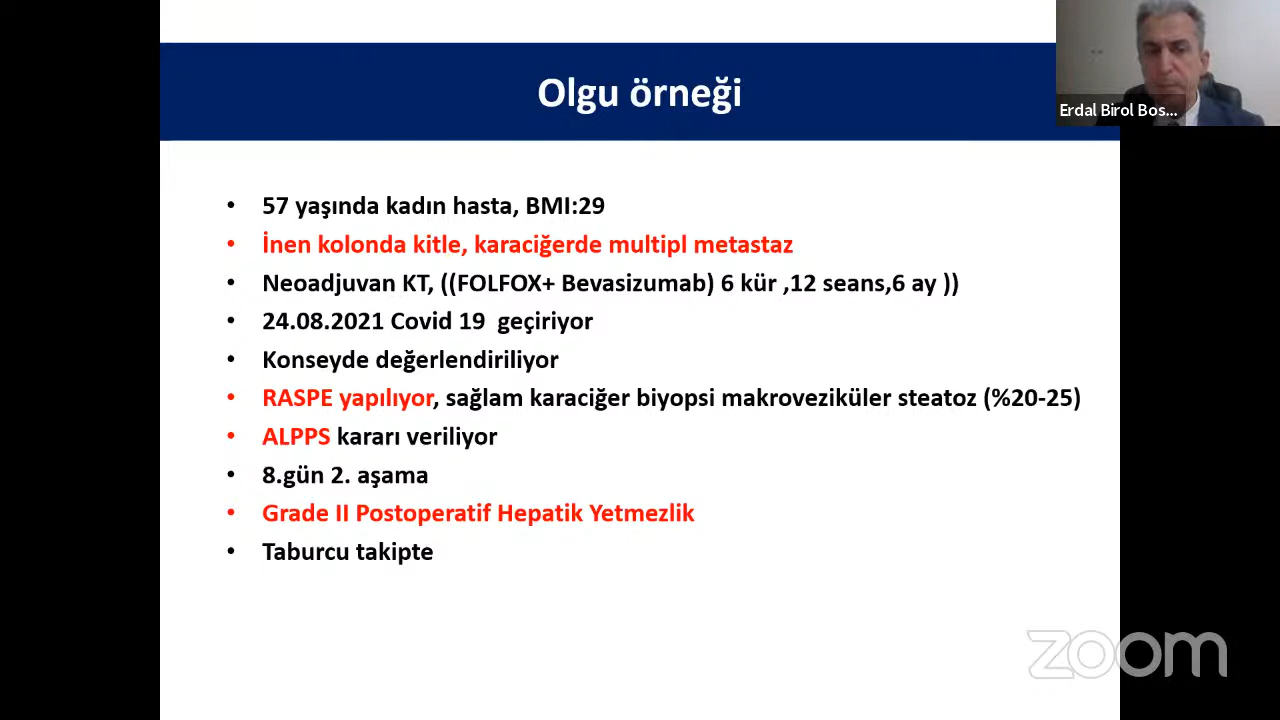 Olgu örneği
Erdal Birol Bos...
• 57 yaşında kadın hasta, BMI:29
• İnen kolonda kitle, karaciğerde multipl metastaz
• Neoadjuvan KT, ((FOLFOX+ Bevasizumab) 6 kür ,12 seans,6 ay ))
• 24.08.2021 Covid 19 geçiriyor
• Konseyde değerlendiriliyor
• RASPE yapılıyor, sağlam karaciğer biyopsi makroveziküler steatoz (%20-25)
• ALPPS kararı veriliyor
• 8.gün 2. aşama
• Grade II Postoperatif Hepatik Yetmezlik
• Taburcu takipte
zoom